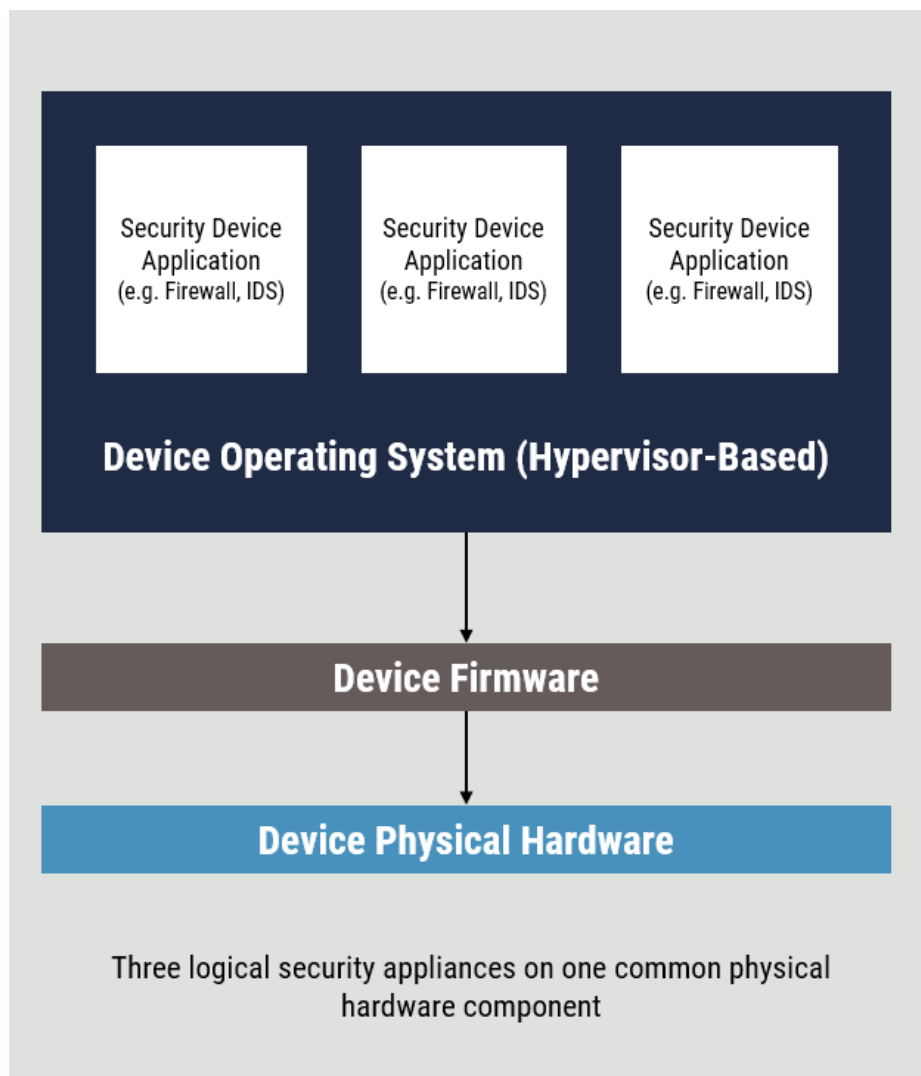 Security Device
Application
(e.g. Firewall, IDS)
Security Device
Application
(e.g. Firewall, IDS)
Security Device
Application
(e.g. Firewall, IDS)
Device Operating System (Hypervisor-Based)
Device Firmware
Device Physical Hardware
Three logical security appliances on one common physical
hardware component